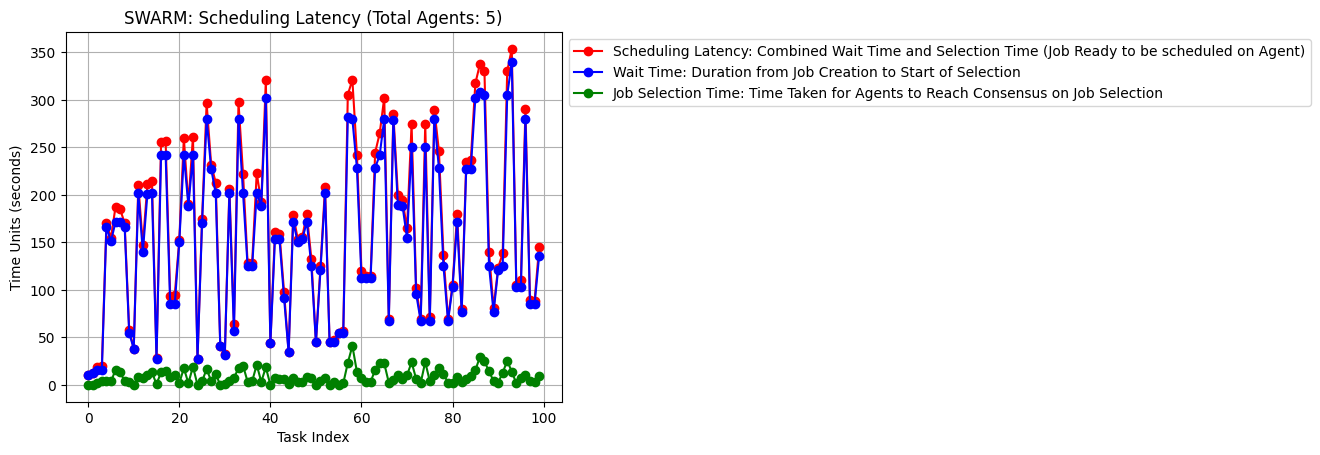 SWARM: Scheduling Latency (Total Agents: 5)
Scheduling Latency: Combined Wait Time and Selection Time (Job Ready to be scheduled on Agent)
Wait Time: Duration from Job Creation to Start of Selection
Job Selection Time: Time Taken for Agents to Reach Consensus on Job Selection
Time Units (seconds)
350
300
250
200
150
100
50
0
0 20 40 60 80 100
Task Index